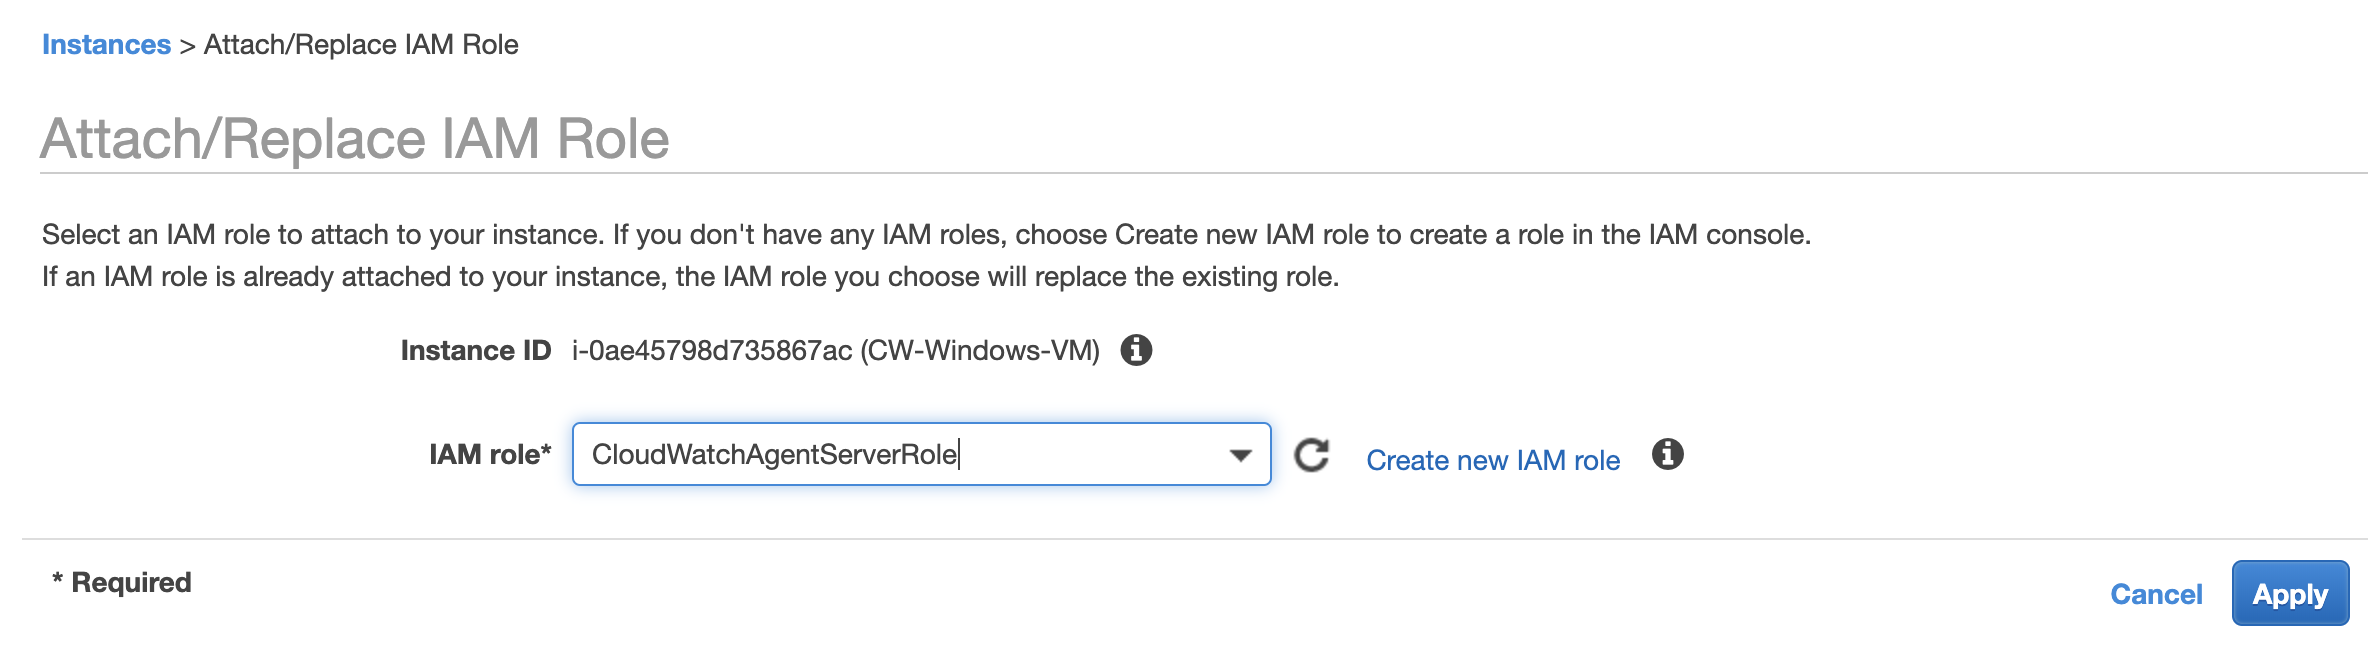 Instances > Attach/Replace IAM Role
Attach/Replace IAM Role
Select an IAM role to attach to your instance. If you don't have any IAM roles, choose Create new IAM role to create a role in the IAM console.
If an IAM role is already attached to your instance, the IAM role you choose will replace the existing role.
Instance ID i-0ae45798d735867ac (CW-Windows-VM)
IAM role* CloudWatchAgentServerRole Create new IAM role
* Required
Cancel Apply